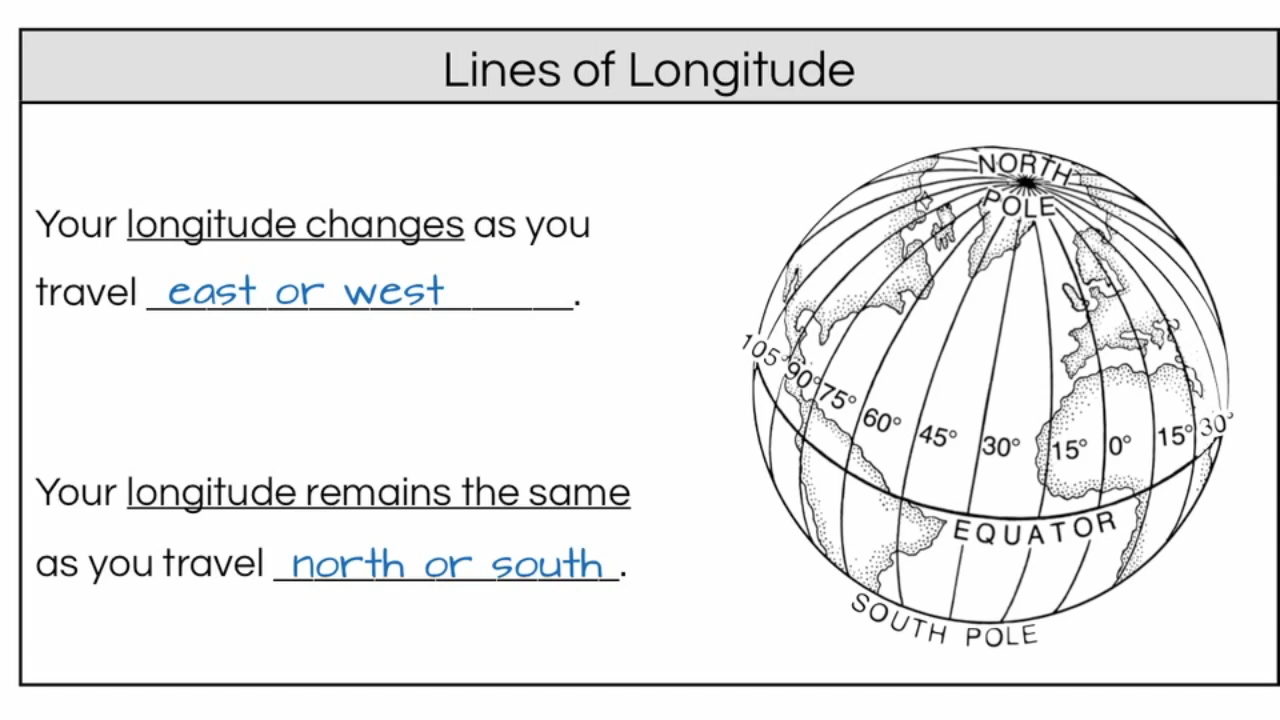 Lines of Longitude
Your longitude changes as you
travel east or west.
Your longitude remains the same
as you travel north or south.
NORTH
POLE
105° 90° 75° 60° 45° 30° 15° 0° 15° 30°
EQUATOR
SOUTH POLE